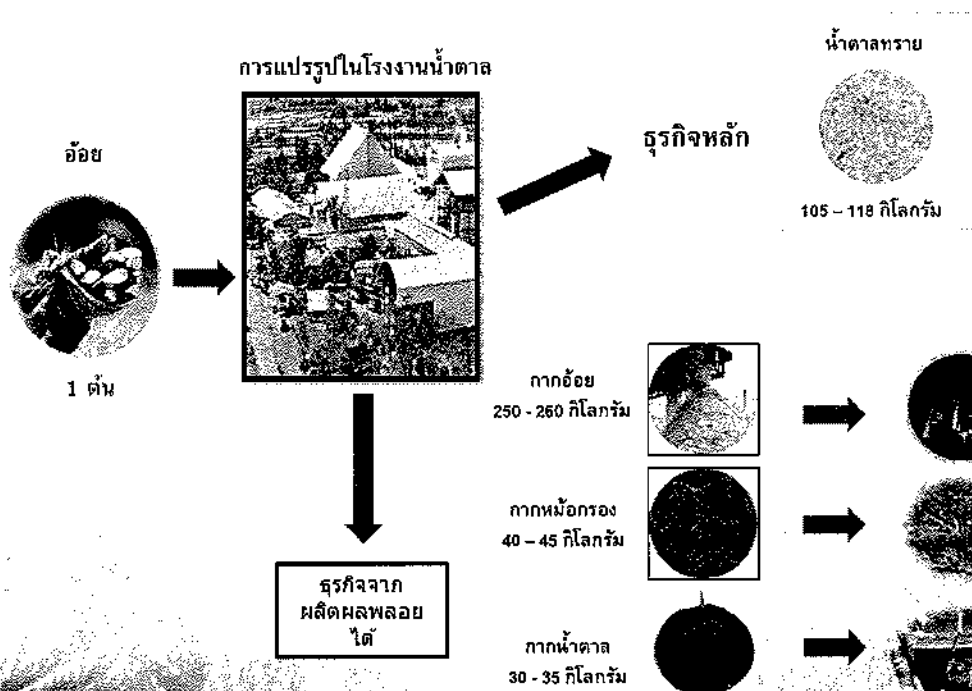 น้ำตาลทราย
การแปรรูปในโรงงานน้ำตาล
ธุรกิจหลัก
อ้อย
105 – 118 กิโลกรัม
1 ตัน
กากอ้อย
250 - 260 กิโลกรัม
กากหม้อกรอง
40 – 45 กิโลกรัม
ธุรกิจจาก
ผลิตผลพลอย
ได้
กากน้ำตาล
30 - 35 กิโลกรัม